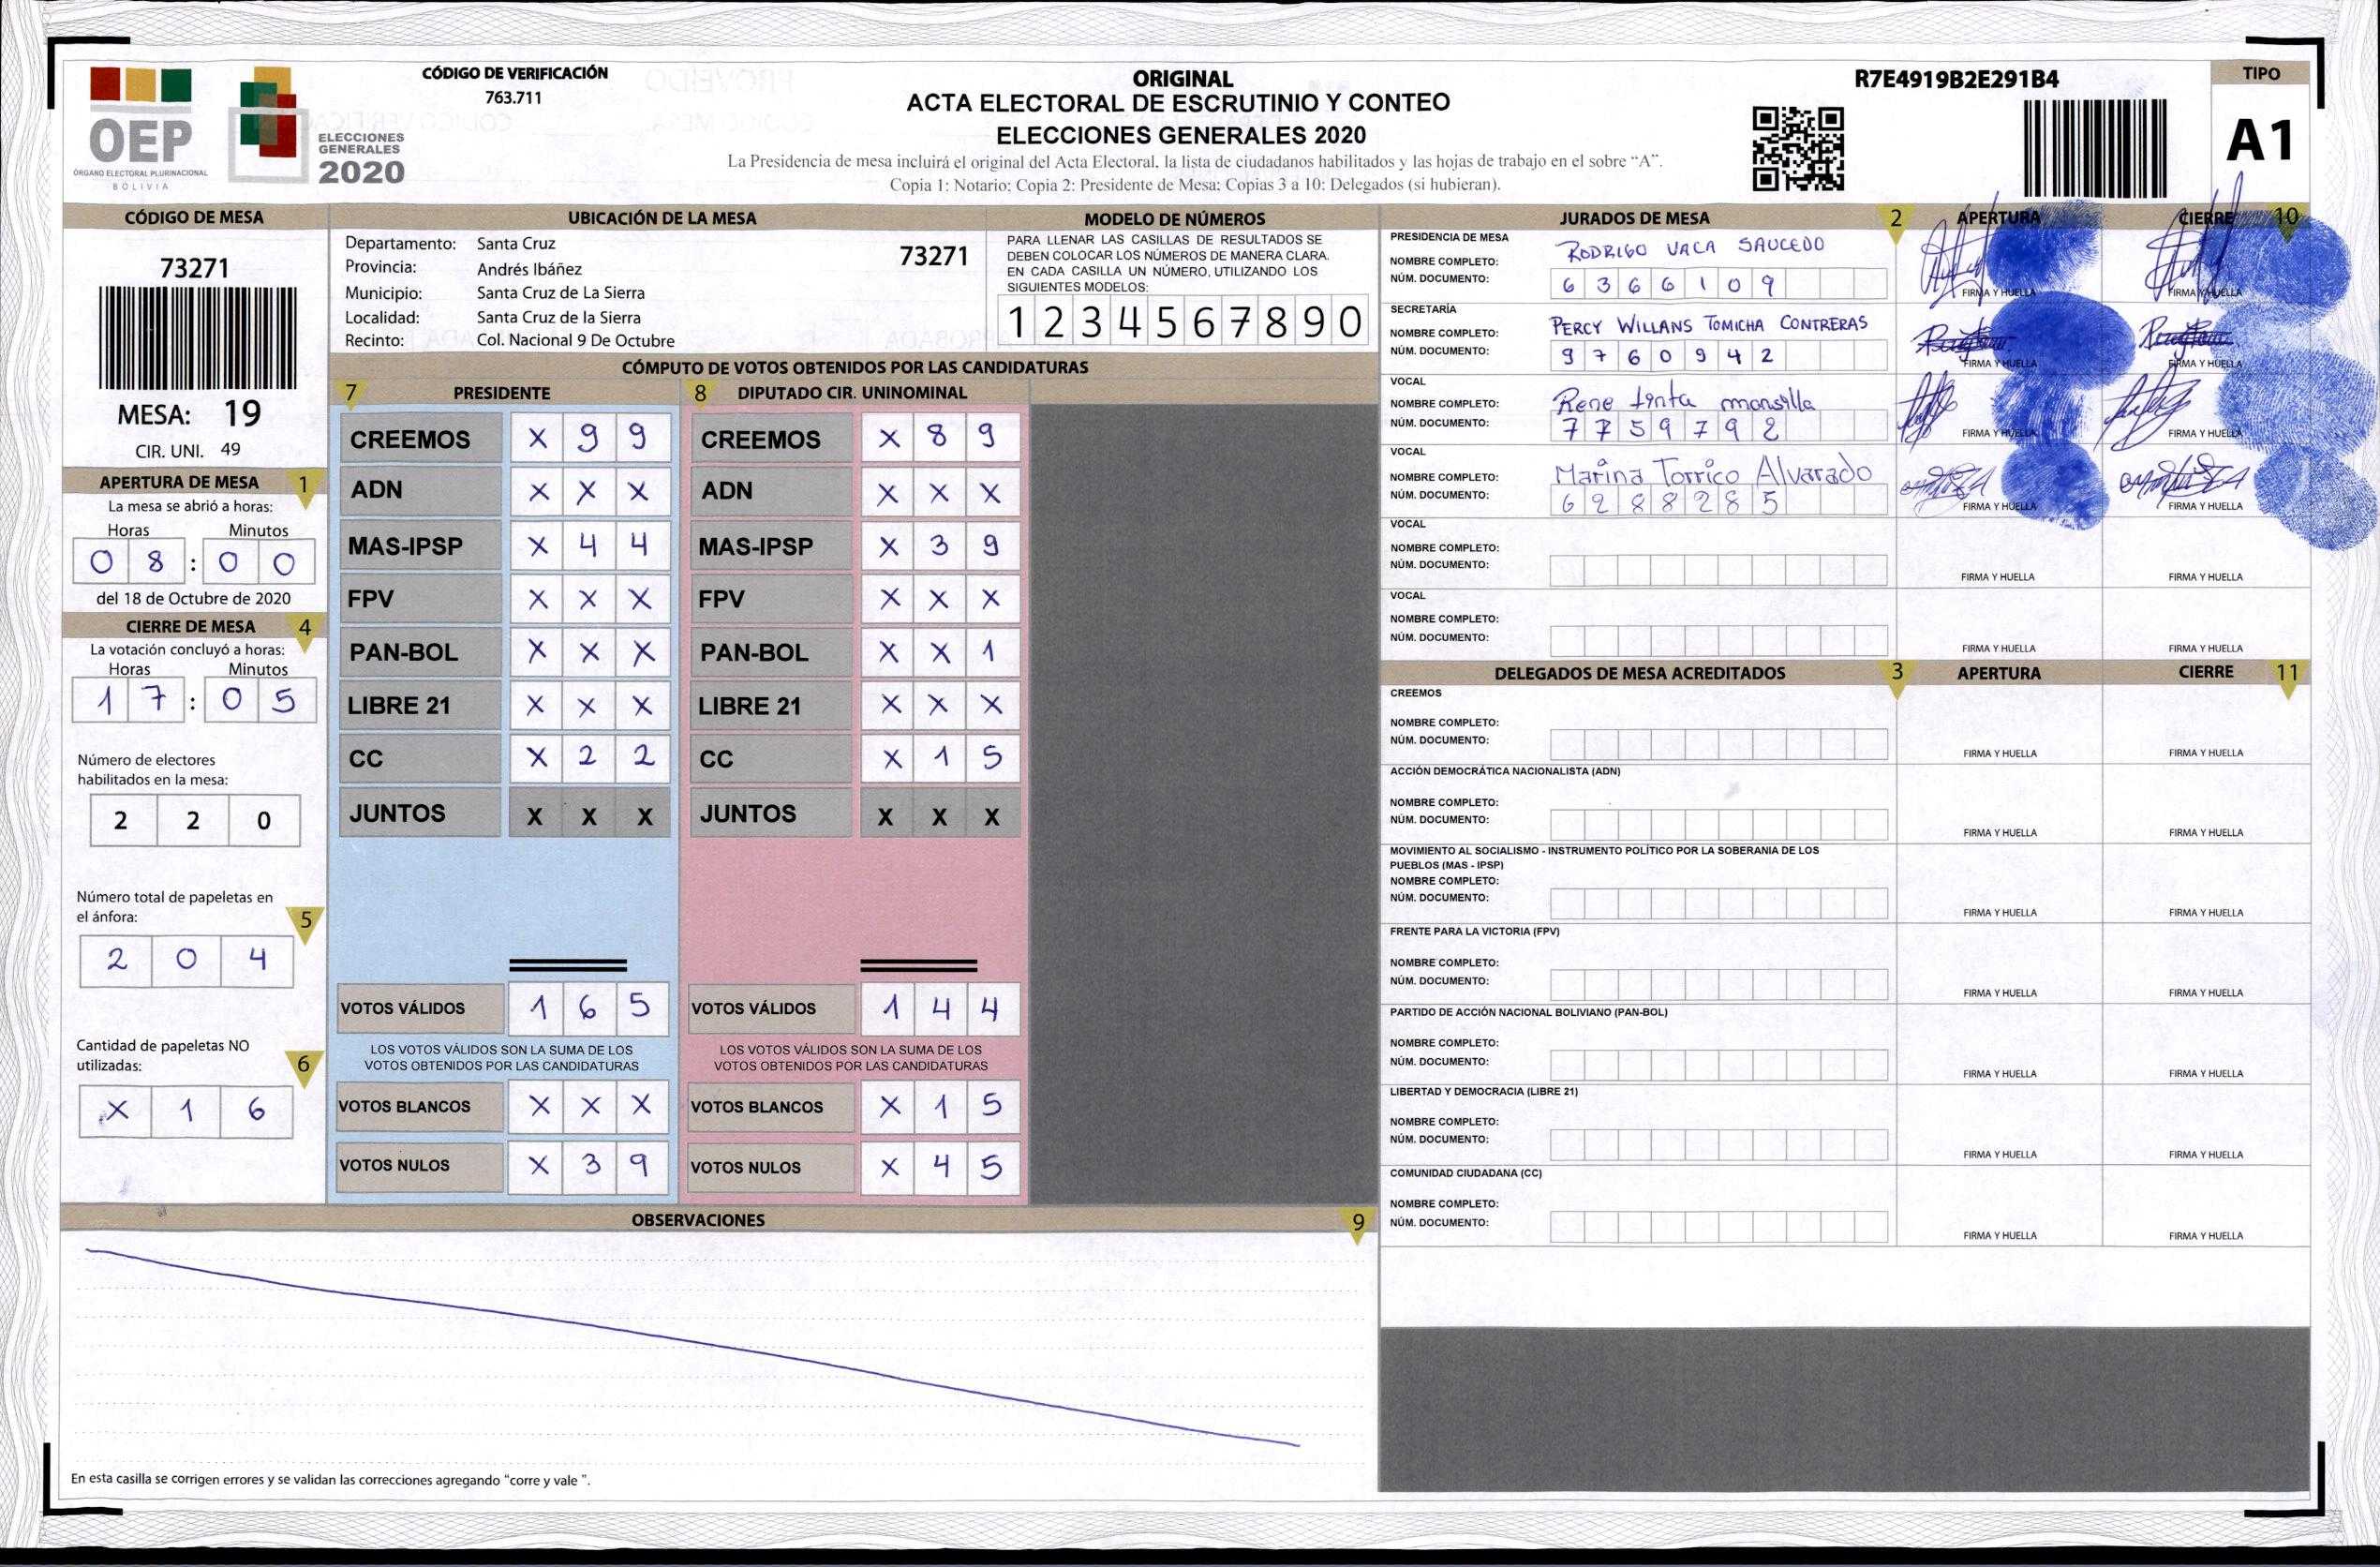 OEP
ÓRGANO ELECTORAL PLURINACIONAL
BOLIVIA
ELECCIONES
GENERALES
2020
CÓDIGO DE VERIFICACIÓN
763.711
ORIGINAL
ACTA ELECTORAL DE ESCRUTINIO Y CONTEO
ELECCIONES GENERALES 2020
La Presidencia de mesa incluirá el original del Acta Electoral, la lista de ciudadanos habilitados y las hojas de trabajo en el sobre “A”.
Copia 1: Notario; Copia 2: Presidente de Mesa; Copias 3 a 10: Delegados (si hubieran).
R7E4919B2E291B4
TIPO
A1
CÓDIGO DE MESA
73271
MESA: 19
CIR. UNI. 49
APERTURA DE MESA 1
La mesa se abrió a horas:
Horas Minutos
0 8 : 0 0
del 18 de Octubre de 2020
CIERRE DE MESA 4
La votación concluyó a horas:
Horas Minutos
1 7 : 0 5
Número de electores
habilitados en la mesa:
2 2 0
Número total de papeletas en
el ánfora: 5
2 0 4
Cantidad de papeletas NO
utilizadas: 6
X 1 6
UBICACIÓN DE LA MESA
Departamento: Santa Cruz
73271
Provincia: Andrés Ibáñez
Municipio: Santa Cruz de La Sierra
Localidad: Santa Cruz de la Sierra
Recinto: Col. Nacional 9 De Octubre
MODELO DE NÚMEROS
PARA LLENAR LAS CASILLAS DE RESULTADOS SE
DEBEN COLOCAR LOS NÚMEROS DE MANERA CLARA.
EN CADA CASILLA UN NÚMERO, UTILIZANDO LOS
SIGUIENTES MODELOS:
1 2 3 4 5 6 7 8 9 0
CÓMPUTO DE VOTOS OBTENIDOS POR LAS CANDIDATURAS
7 PRESIDENTE
CREEMOS X 9 9
ADN X X X
MAS-IPSP X 4 4
FPV X X X
PAN-BOL X X X
LIBRE 21 X X X
CC X 2 2
JUNTOS X X X
VOTOS VÁLIDOS 1 6 5
LOS VOTOS VÁLIDOS SON LA SUMA DE LOS
VOTOS OBTENIDOS POR LAS CANDIDATURAS
VOTOS BLANCOS X X X
VOTOS NULOS X 3 9
8 DIPUTADO CIR. UNINOMINAL
CREEMOS X 8 9
ADN X X X
MAS-IPSP X 3 9
FPV X X X
PAN-BOL X X 1
LIBRE 21 X X X
CC X 1 5
JUNTOS X X X
VOTOS VÁLIDOS 1 4 4
LOS VOTOS VÁLIDOS SON LA SUMA DE LOS
VOTOS OBTENIDOS POR LAS CANDIDATURAS
VOTOS BLANCOS X 1 5
VOTOS NULOS X 4 5
OBSERVACIONES 9
En esta casilla se corrigen errores y se validan las correcciones agregando “corre y vale ”.
JURADOS DE MESA 2 APERTURA CIERRE 10
PRESIDENCIA DE MESA
NOMBRE COMPLETO: RODRIGO VACA SAUCEDO
NÚM. DOCUMENTO: 6 3 6 6 1 0 9
FIRMA Y HUELLA FIRMA Y HUELLA
SECRETARÍA
NOMBRE COMPLETO: PERCY WILLANS TOMICHA CONTRERAS
NÚM. DOCUMENTO: 9 7 6 0 9 4 2
FIRMA Y HUELLA FIRMA Y HUELLA
VOCAL
NOMBRE COMPLETO: Rene tinta mansilla
NÚM. DOCUMENTO: 7 7 5 9 7 9 2
FIRMA Y HUELLA FIRMA Y HUELLA
VOCAL
NOMBRE COMPLETO: Marina Torrico Alvarado
NÚM. DOCUMENTO: 6 2 8 8 2 8 5
FIRMA Y HUELLA FIRMA Y HUELLA
VOCAL
NOMBRE COMPLETO:
NÚM. DOCUMENTO:
FIRMA Y HUELLA FIRMA Y HUELLA
VOCAL
NOMBRE COMPLETO:
NÚM. DOCUMENTO:
FIRMA Y HUELLA FIRMA Y HUELLA
DELEGADOS DE MESA ACREDITADOS 3 APERTURA CIERRE 11
CREEMOS
NOMBRE COMPLETO:
NÚM. DOCUMENTO:
FIRMA Y HUELLA FIRMA Y HUELLA
ACCIÓN DEMOCRÁTICA NACIONALISTA (ADN)
NOMBRE COMPLETO:
NÚM. DOCUMENTO:
FIRMA Y HUELLA FIRMA Y HUELLA
MOVIMIENTO AL SOCIALISMO - INSTRUMENTO POLÍTICO POR LA SOBERANIA DE LOS
PUEBLOS (MAS - IPSP)
NOMBRE COMPLETO:
NÚM. DOCUMENTO:
FIRMA Y HUELLA FIRMA Y HUELLA
FRENTE PARA LA VICTORIA (FPV)
NOMBRE COMPLETO:
NÚM. DOCUMENTO:
FIRMA Y HUELLA FIRMA Y HUELLA
PARTIDO DE ACCIÓN NACIONAL BOLIVIANO (PAN-BOL)
NOMBRE COMPLETO:
NÚM. DOCUMENTO:
FIRMA Y HUELLA FIRMA Y HUELLA
LIBERTAD Y DEMOCRACIA (LIBRE 21)
NOMBRE COMPLETO:
NÚM. DOCUMENTO:
FIRMA Y HUELLA FIRMA Y HUELLA
COMUNIDAD CIUDADANA (CC)
NOMBRE COMPLETO:
NÚM. DOCUMENTO:
FIRMA Y HUELLA FIRMA Y HUELLA